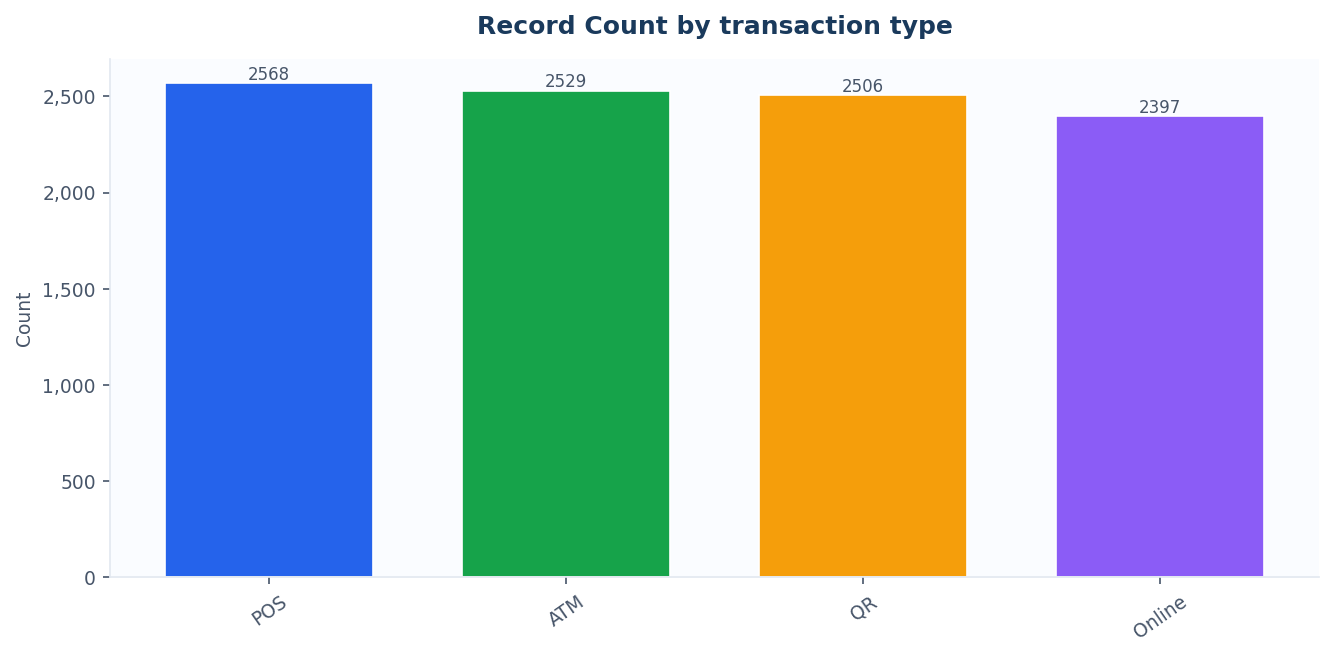 Record Count by transaction type
2568
2529
2506
2397
2,500
2,000
1,500
1,000
500
0
Count
POS
ATM
QR
Online